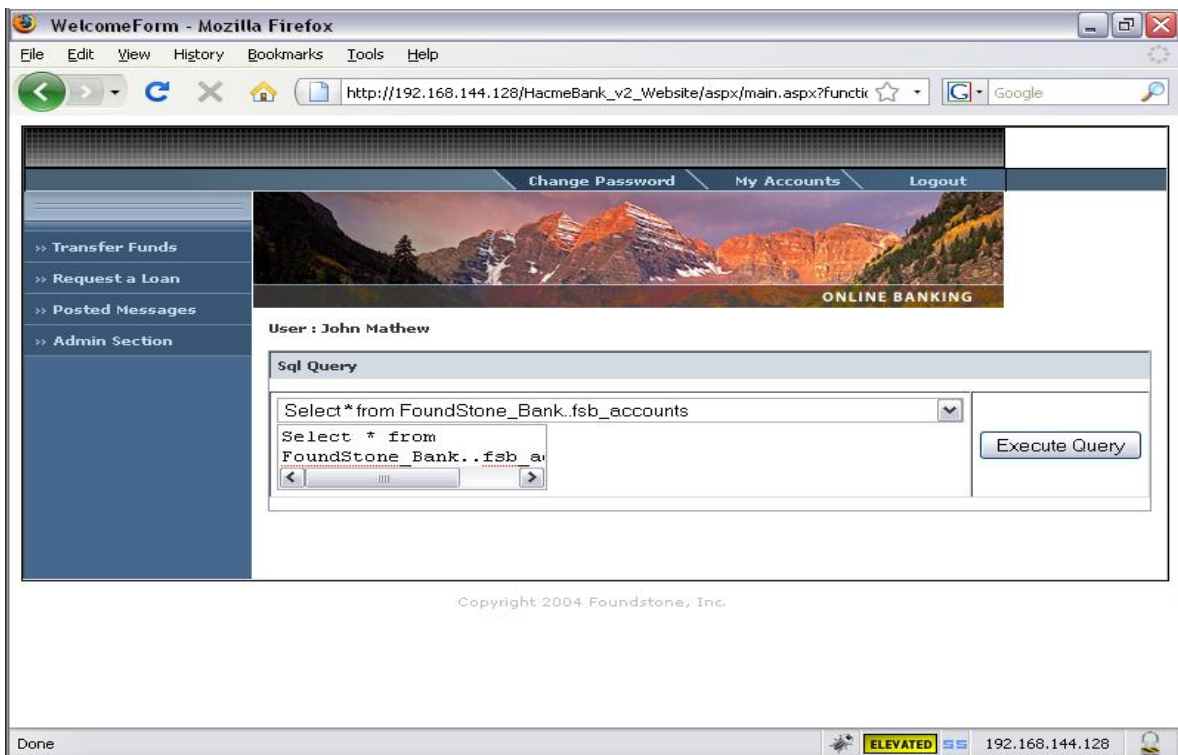 WelcomeForm - Mozilla Firefox
File Edit View History Bookmarks Tools Help
http://192.168.144.128/HacmeBank_v2_Website/aspx/main.aspx?functic
G Google
Change Password My Accounts Logout
>> Transfer Funds
>> Request a Loan
>> Posted Messages
>> Admin Section
ONLINE BANKING
User : John Mathew
Sql Query
Select * from FoundStone_Bank..fsb_accounts
Select * from
FoundStone_Bank..fsb_a
Execute Query
Copyright 2004 Foundstone, Inc.
Done ELEVATED SS 192.168.144.128